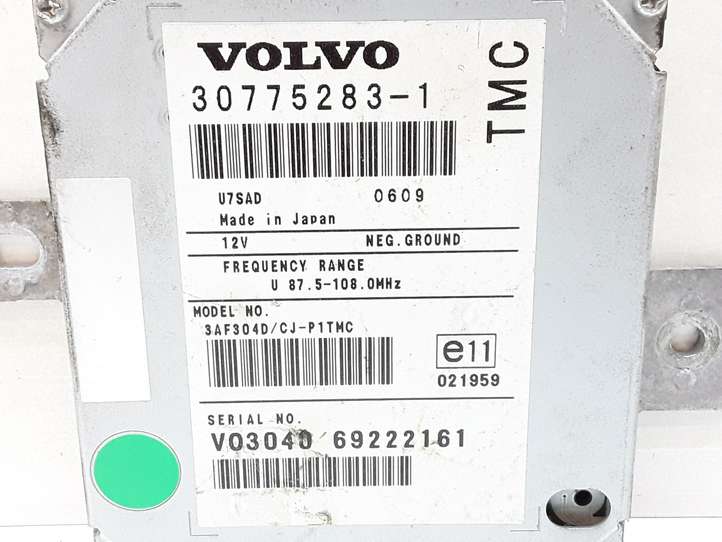 VOLVO
TMC
30775283-1
U7SAD 0609
Made in Japan
12V NEG.GROUND
FREQUENCY RANGE
U 87.5-108.0MHz
MODEL NO.
3AF304D/CJ-P1TMC
e11
021959
SERIAL NO.
VO3040 69222161